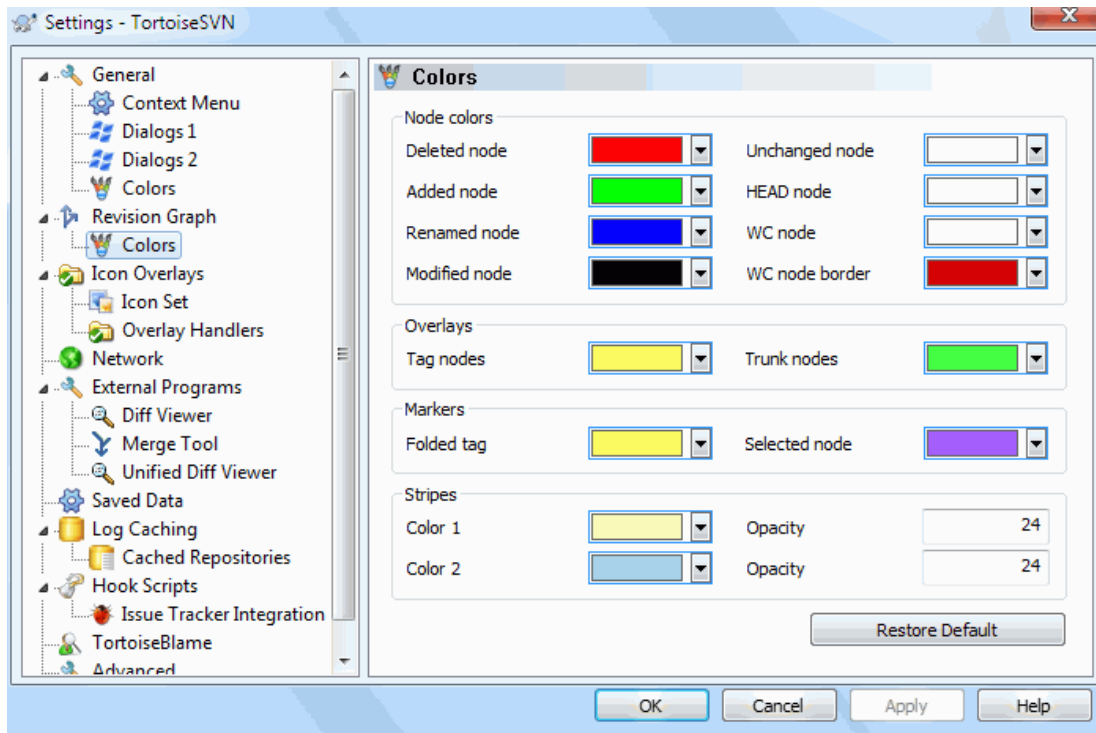 Settings - TortoiseSVN
X
General
Context Menu
Dialogs 1
Dialogs 2
Colors
Revision Graph
Colors
Icon Overlays
Icon Set
Overlay Handlers
Network
External Programs
Diff Viewer
Merge Tool
Unified Diff Viewer
Saved Data
Log Caching
Cached Repositories
Hook Scripts
Issue Tracker Integration
TortoiseBlame
Advanced
Colors
Node colors
Deleted node Unchanged node
Added node HEAD node
Renamed node WC node
Modified node WC node border
Overlays
Tag nodes Trunk nodes
Markers
Folded tag Selected node
Stripes
Color 1 Opacity 24
Color 2 Opacity 24
Restore Default
OK Cancel Apply Help